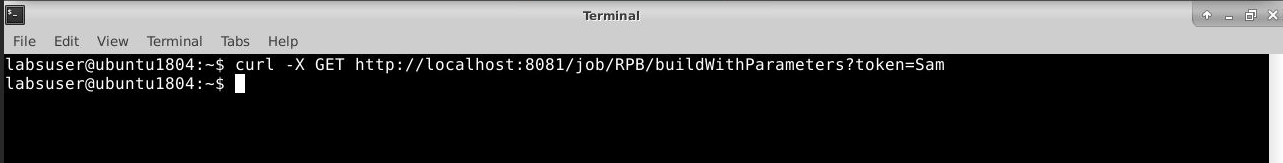 Terminal
File Edit View Terminal Tabs Help
labsuser@ubuntu1804:~$ curl -X GET http://localhost:8081/job/RPB/buildWithParameters?token=Sam
labsuser@ubuntu1804:~$